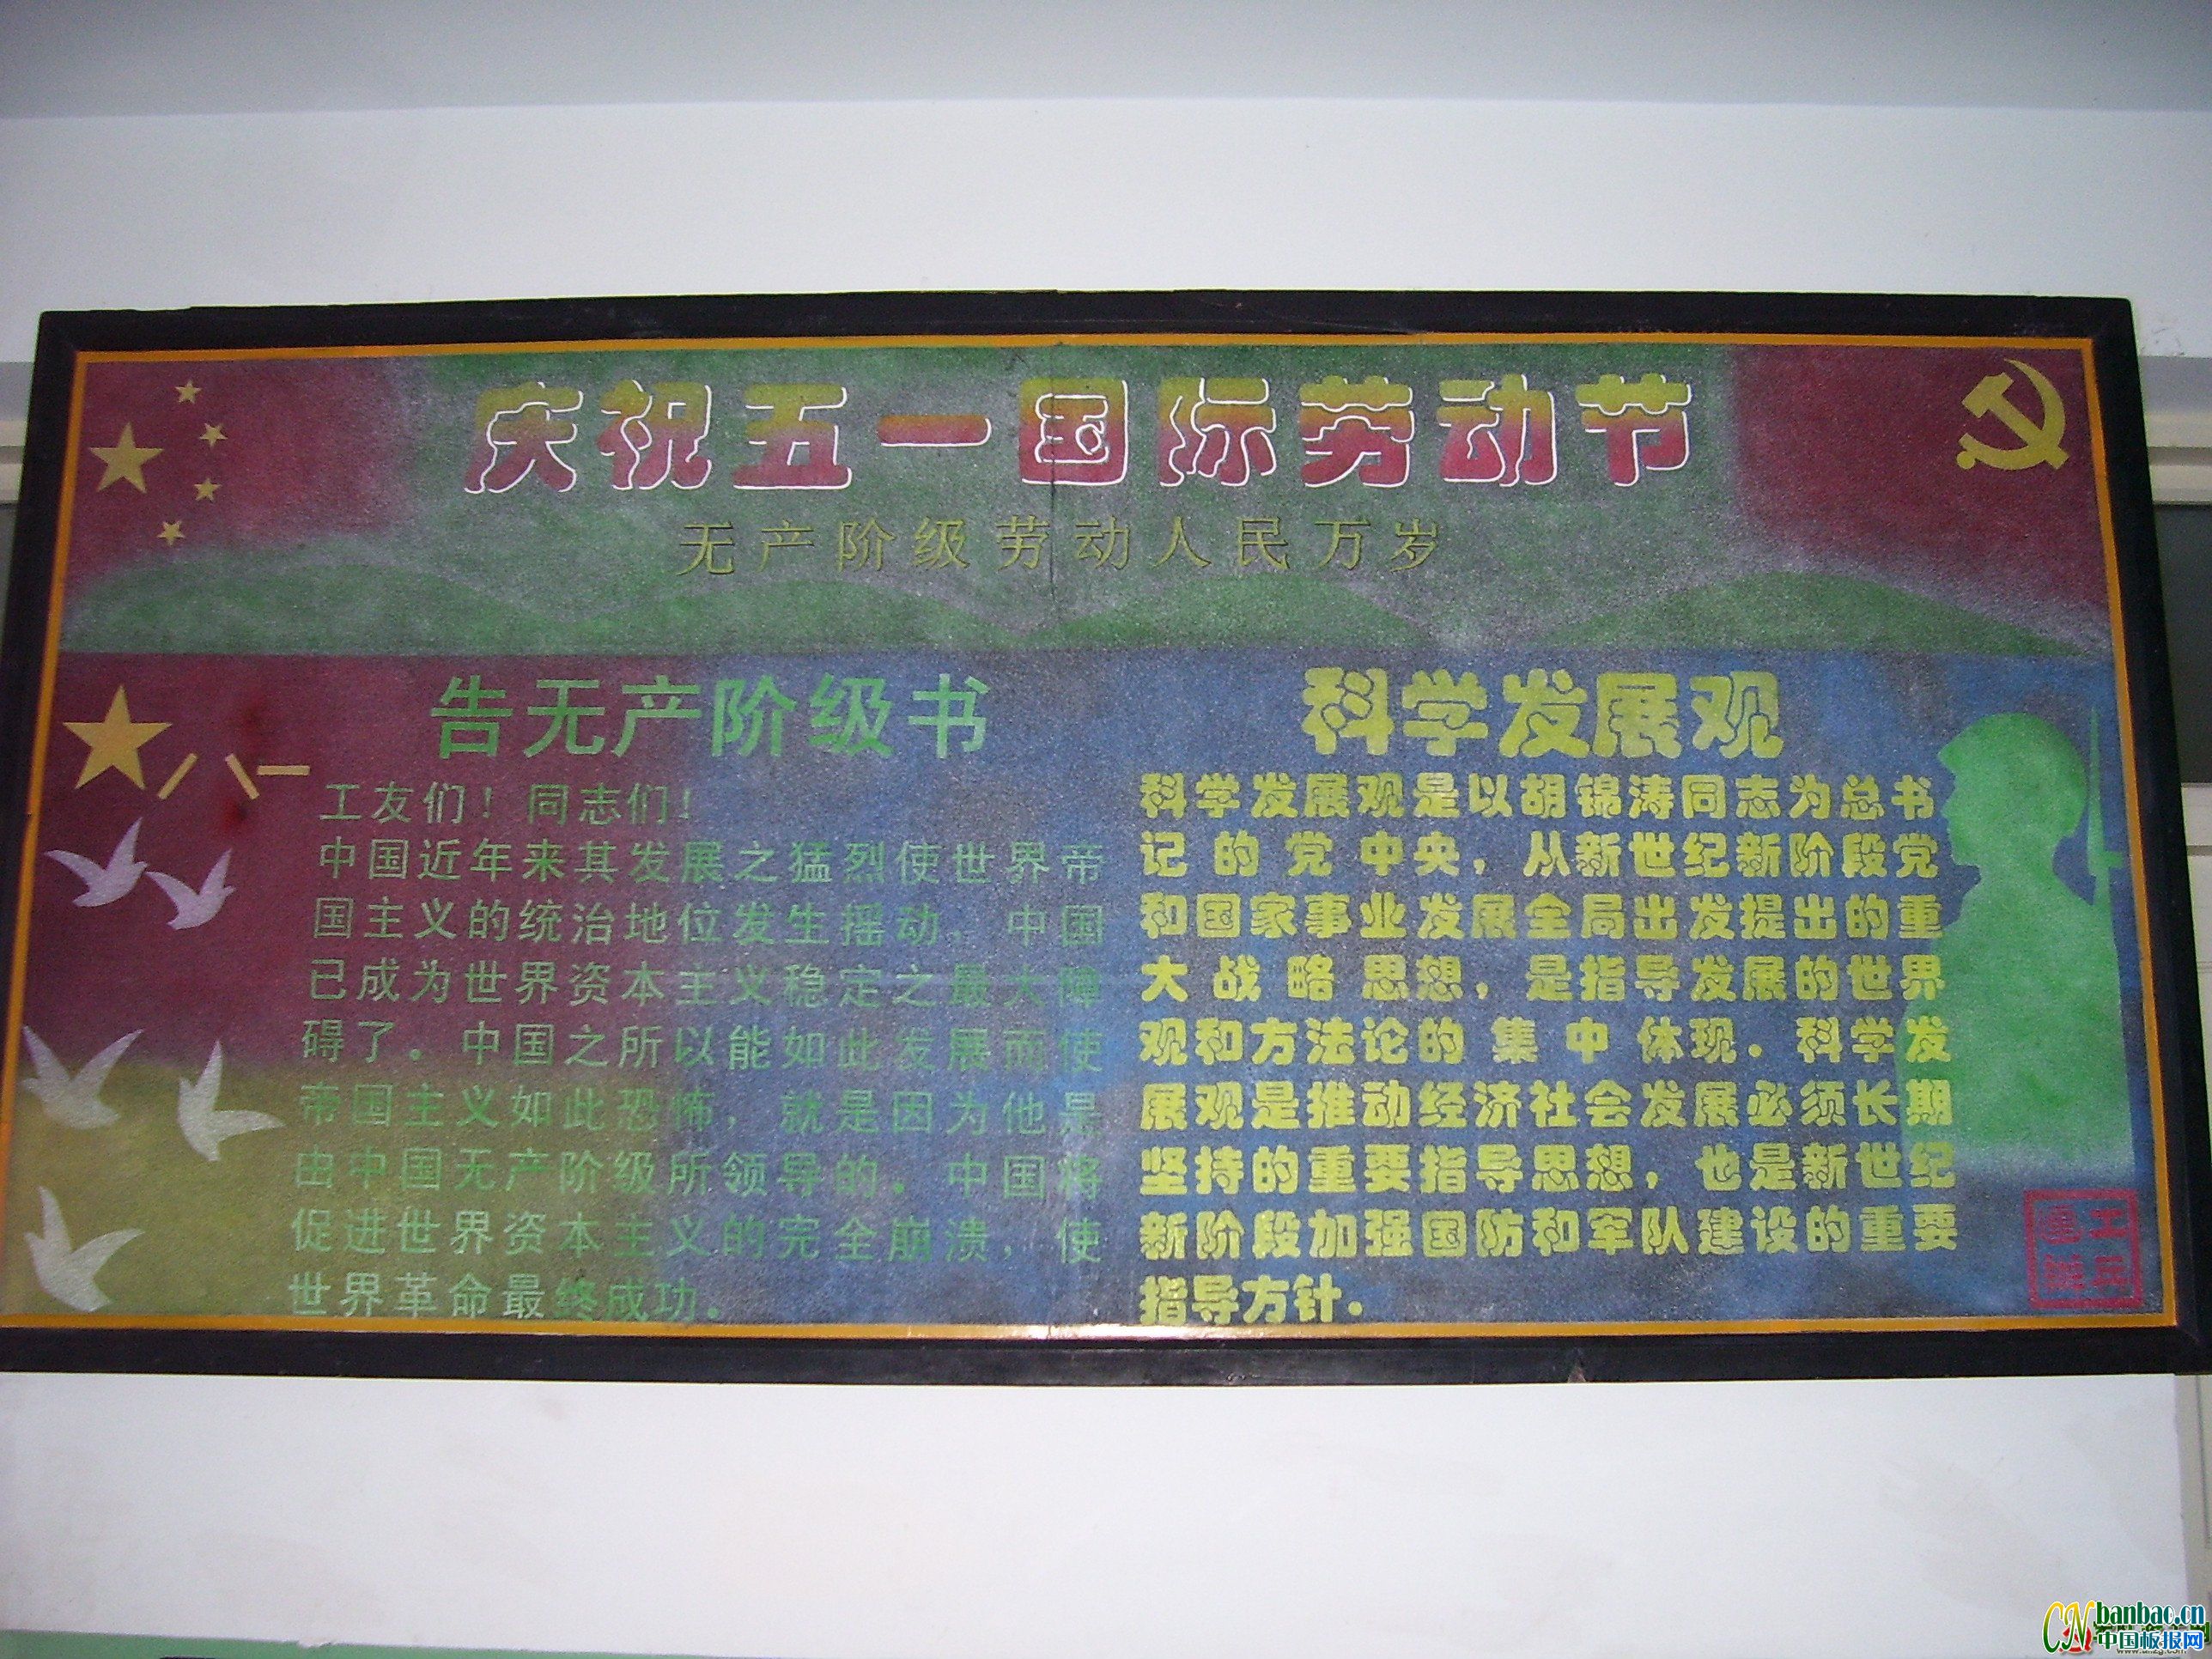 庆祝五一国际劳动节
无产阶级劳动人民万岁
告无产阶级书
工友们！同志们！
中国近年来其发展之猛烈使世界帝
国主义的统治地位发生摇动，中国
已成为世界资本主义稳定之最大障
碍了。中国之所以能如此发展而使
帝国主义如此恐怖，就是因为他是
由中国无产阶级所领导的。中国将
促进世界资本主义的完全崩溃，使
世界革命最终成功。
八一
科学发展观
科学发展观是以胡锦涛同志为总书
记的党中央，从新世纪新阶段党
和国家事业发展全局出发提出的重
大战略思想，是指导发展的世界
观和方法论的集中体现。科学发
展观是推动经济社会发展必须长期
坚持的重要指导思想，也是新世纪
新阶段加强国防和军队建设的重要
指导方针。
CN banbao.cn
中国板报网